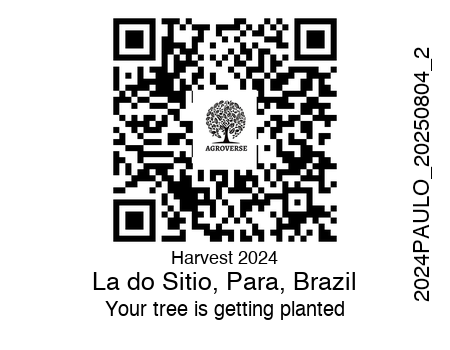 AGROVERSE
Harvest 2024
La do Sitio, Para, Brazil
Your tree is getting planted
2024PAULO_20250804_2